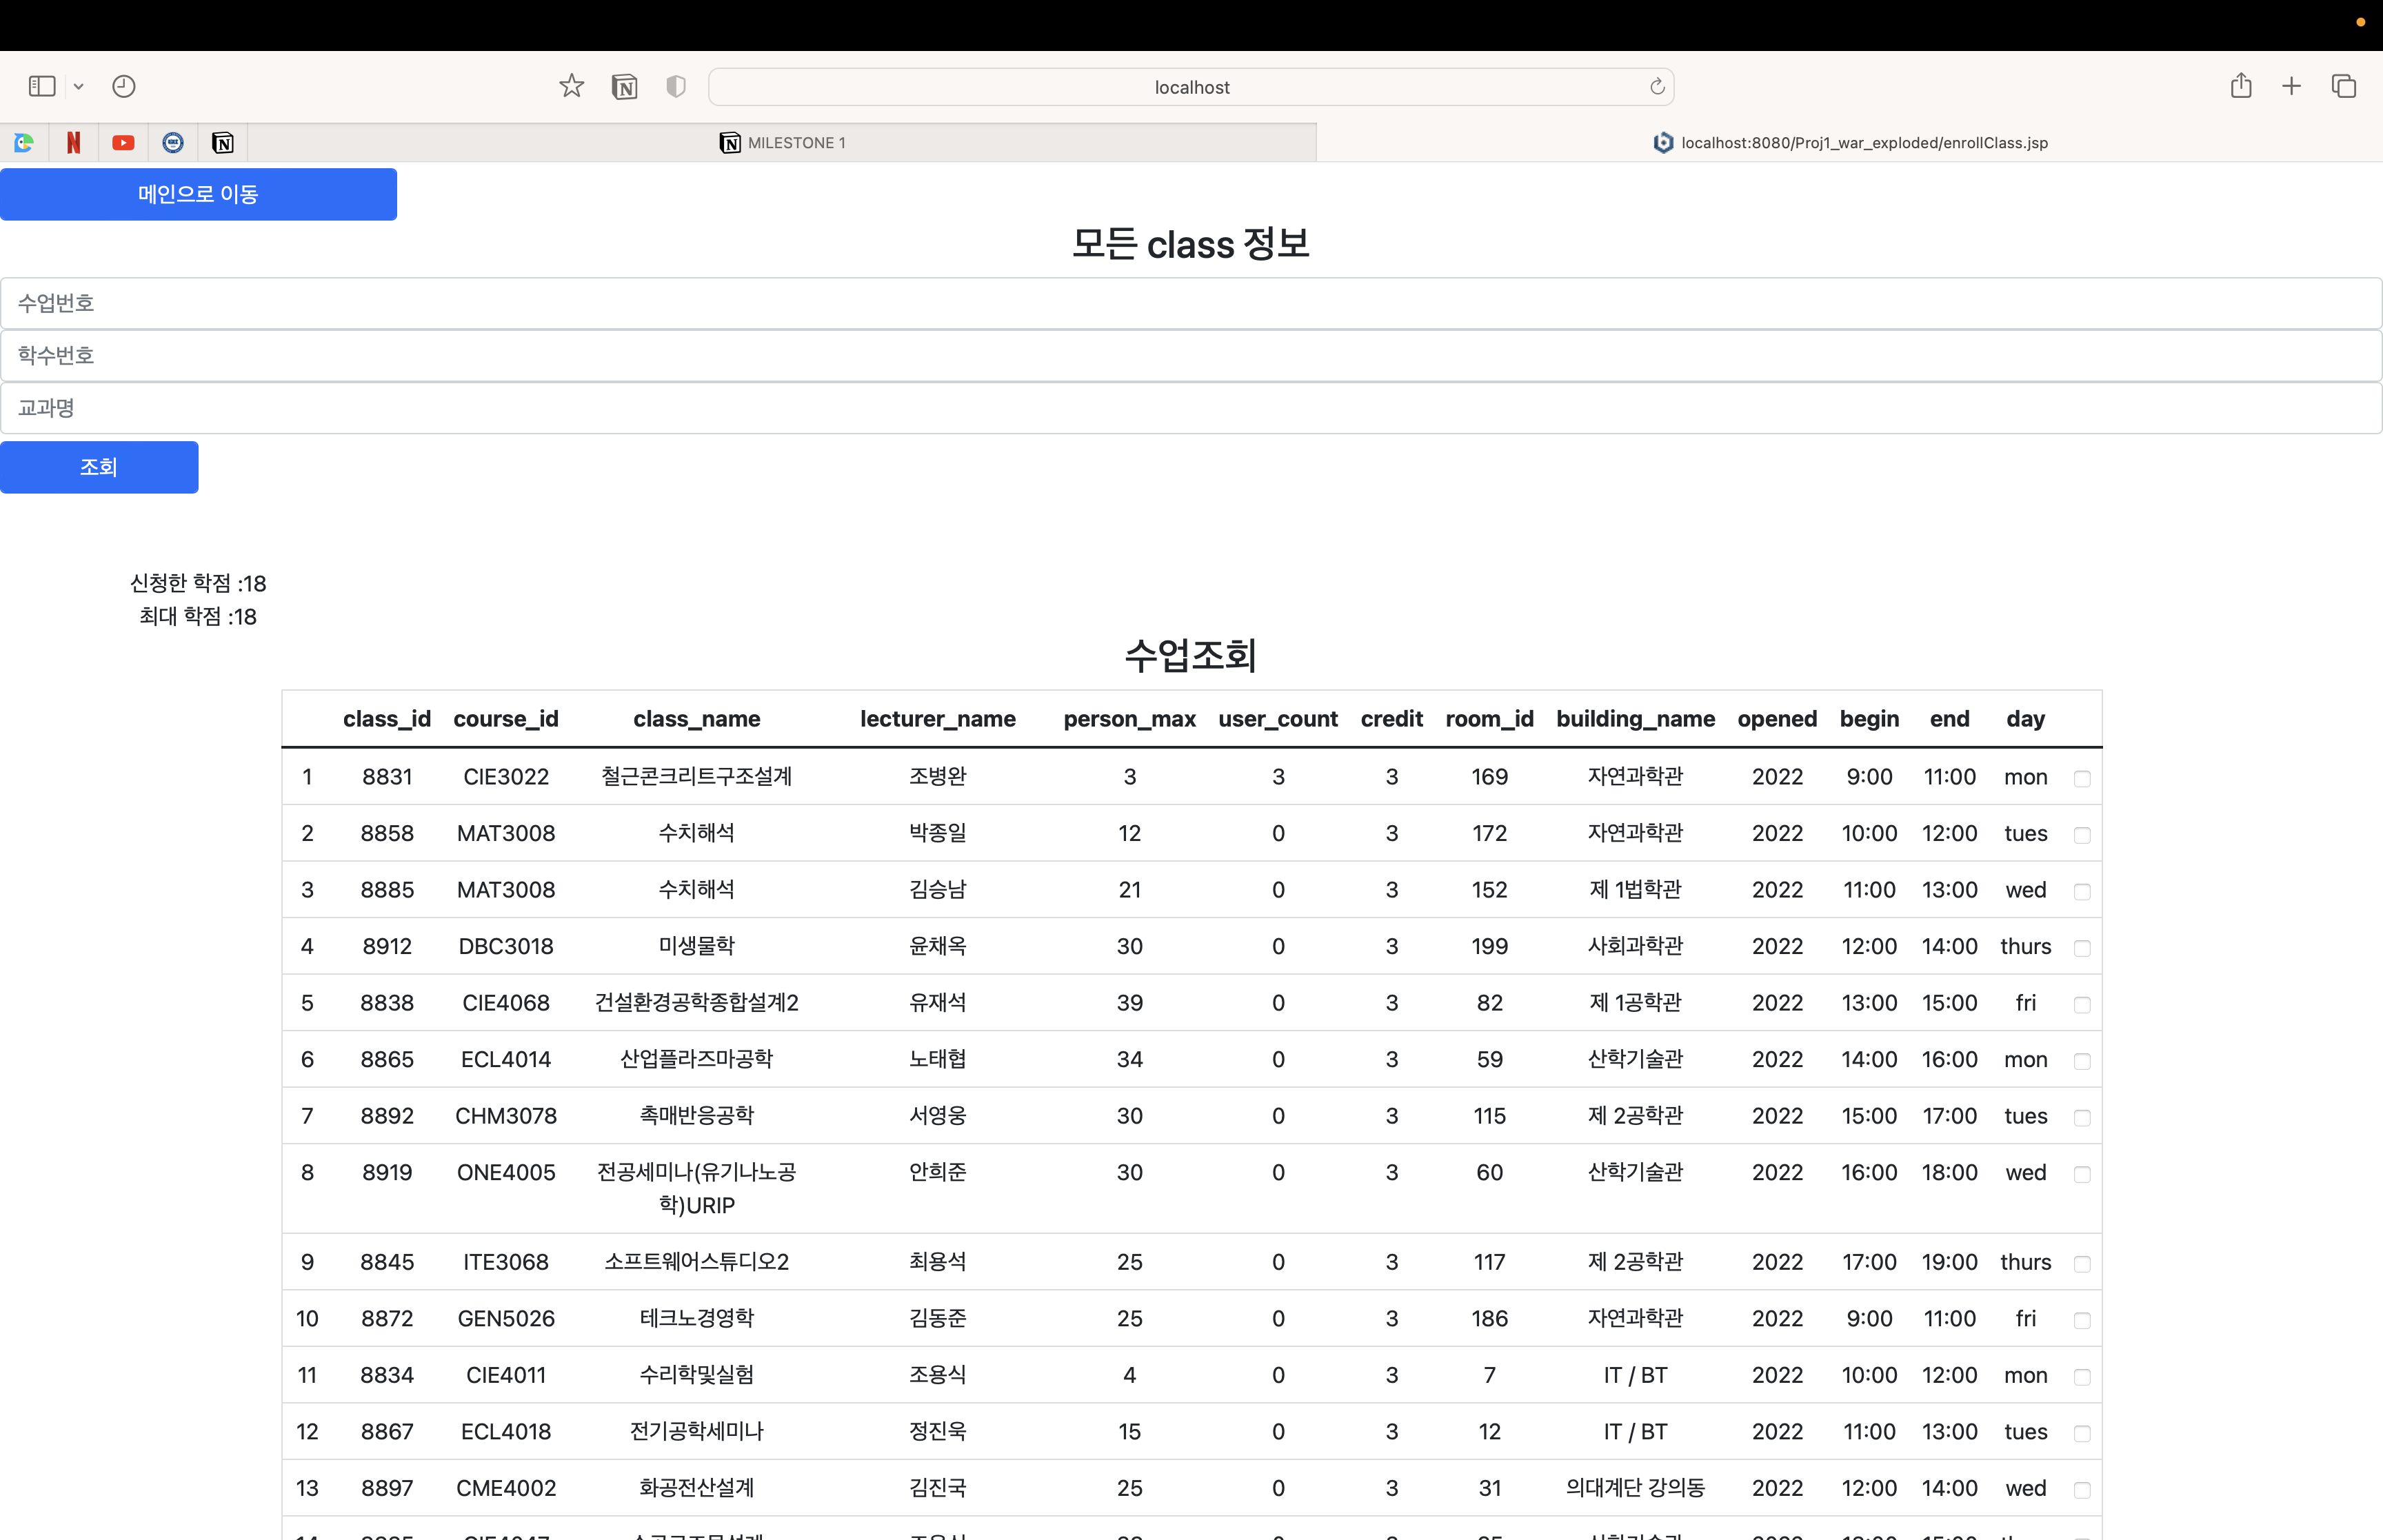 localhost
MILESTONE 1
localhost:8080/Proj1_war_exploded/enrollClass.jsp
메인으로 이동
모든 class 정보
수업번호
학수번호
교과명
조회
신청한 학점 :18
최대 학점 :18
수업조회
class_id course_id class_name lecturer_name person_max user_count credit room_id building_name opened begin end day
1 8831 CIE3022 철근콘크리트구조설계 조병완 3 3 3 169 자연과학관 2022 9:00 11:00 mon
2 8858 MAT3008 수치해석 박종일 12 0 3 172 자연과학관 2022 10:00 12:00 tues
3 8885 MAT3008 수치해석 김승남 21 0 3 152 제 1법학관 2022 11:00 13:00 wed
4 8912 DBC3018 미생물학 윤채옥 30 0 3 199 사회과학관 2022 12:00 14:00 thurs
5 8838 CIE4068 건설환경공학종합설계2 유재석 39 0 3 82 제 1공학관 2022 13:00 15:00 fri
6 8865 ECL4014 산업플라즈마공학 노태협 34 0 3 59 산학기술관 2022 14:00 16:00 mon
7 8892 CHM3078 촉매반응공학 서영웅 30 0 3 115 제 2공학관 2022 15:00 17:00 tues
8 8919 ONE4005 전공세미나(유기나노공 안희준 30 0 3 60 산학기술관 2022 16:00 18:00 wed
학)URIP
9 8845 ITE3068 소프트웨어스튜디오2 최용석 25 0 3 117 제 2공학관 2022 17:00 19:00 thurs
10 8872 GEN5026 테크노경영학 김동준 25 0 3 186 자연과학관 2022 9:00 11:00 fri
11 8834 CIE4011 수리학및실험 조용식 4 0 3 7 IT / BT 2022 10:00 12:00 mon
12 8867 ECL4018 전기공학세미나 정진욱 15 0 3 12 IT / BT 2022 11:00 13:00 tues
13 8897 CME4002 화공전산설계 김진국 25 0 3 31 의대계단 강의동 2022 12:00 14:00 wed